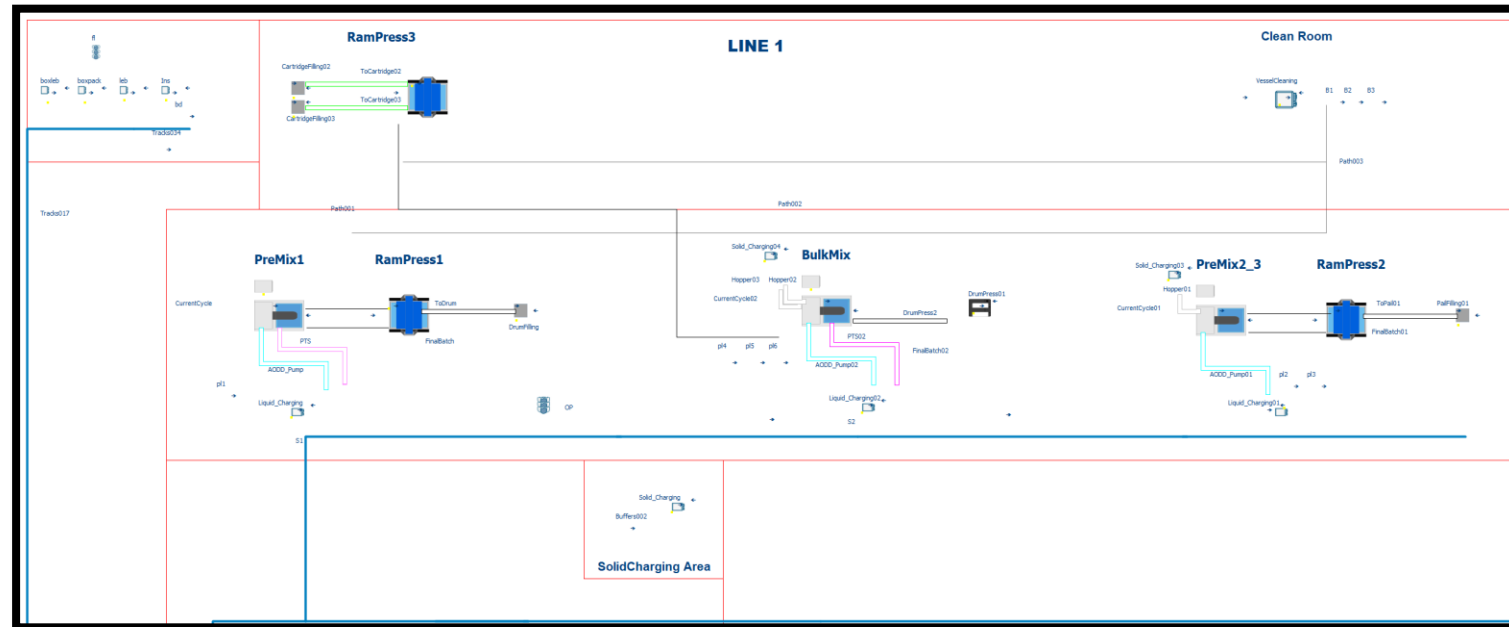 RamPress3
LINE 1
Clean Room
fl
CartridgeFilling02
ToCartridge02
boxleb
boxpack
leb
Ins
VesselCleaning
B1
B2
B3
bd
ToCartridge03
CartridgeFilling03
Tracks034
Path003
Tracks017
Path001
Path002
Solid_Charging04
BulkMix
PreMix1
RamPress1
Solid_Charging03
PreMix2_3
RamPress2
Hopper03
Hopper02
Hopper01
CurrentCycle
ToDrum
CurrentCycle02
DrumPress01
CurrentCycle01
ToPail01
PailFilling01
DrumPress2
DrumFilling
PTS
FinalBatch
PTS02
FinalBatch02
FinalBatch01
pl4
pl5
pl6
AODD_Pump
AODD_Pump02
AODD_Pump01
pl2
pl3
pl1
Liquid_Charging
OP
Liquid_Charging02
Liquid_Charging01
S2
S1
Solid_Charging
Buffers002
SolidCharging Area